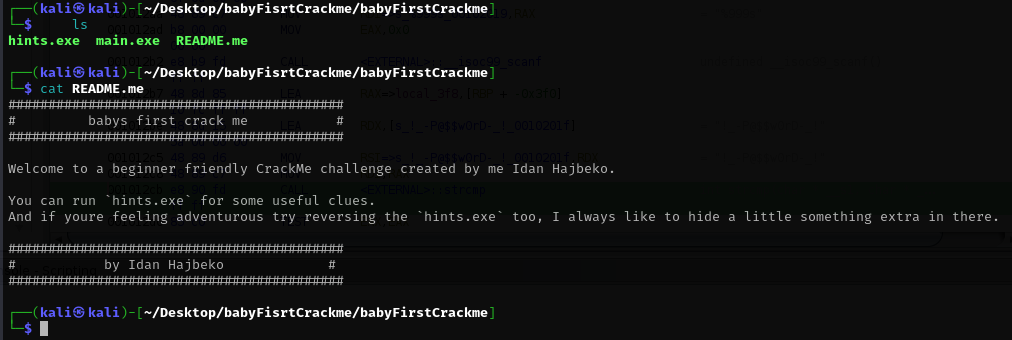 ┌──(kali㉿kali)-[~/Desktop/babyFisrtCrackme/babyFirstCrackme]
└─$ ls
hints.exe main.exe README.me
┌──(kali㉿kali)-[~/Desktop/babyFisrtCrackme/babyFirstCrackme]
└─$ cat README.me
##########################################
# babys first crack me #
##########################################
Welcome to a beginner friendly CrackMe challenge created by me Idan Hajbeko.
You can run `hints.exe` for some useful clues.
And if youre feeling adventurous try reversing the `hints.exe` too, I always like to hide a little something extra in there.
##########################################
# by Idan Hajbeko #
##########################################
┌──(kali㉿kali)-[~/Desktop/babyFisrtCrackme/babyFirstCrackme]
└─$